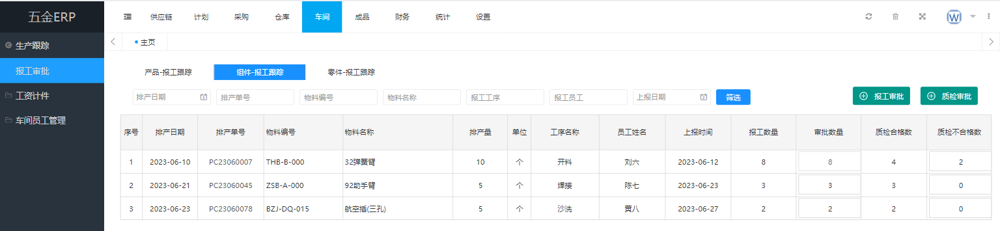 五金ERP 供应链 计划 采购 仓库 车间 成品 财务 统计 设置 W
生产跟踪
报工审批
工资计件
车间员工管理
主页
产品-报工跟踪 组件-报工跟踪 零件-报工跟踪
排产日期 排产单号 物料编号 物料名称 报工工序 报工员工 上报日期 筛选 报工审批 质检审批
序号 排产日期 排产单号 物料编号 物料名称 排产量 单位 工序名称 员工姓名 上报时间 报工数量 审批数量 质检合格数 质检不合格数
1 2023-06-10 PC23060007 THB-B-000 32弹簧臂 10 个 开料 刘六 2023-06-12 8 8 4 2
2 2023-06-21 PC23060045 ZSB-A-000 92助手臂 5 个 焊接 陈七 2023-06-23 3 3 3 0
3 2023-06-23 PC23060078 BZJ-DQ-015 航空插(三孔) 5 个 沙洗 黄八 2023-06-27 2 2 2 0